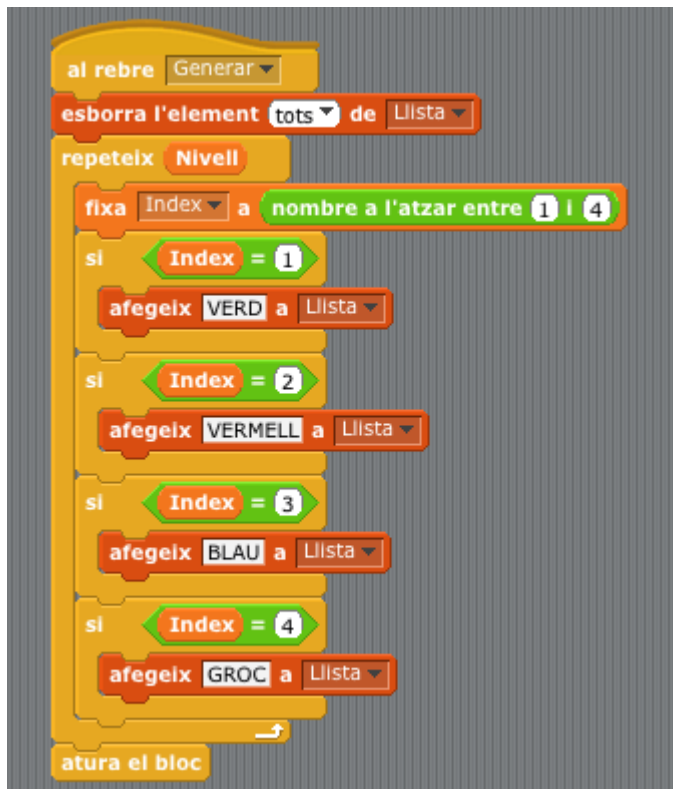 al rebre Generar
esborra l'element tots de Llista
repeteix Nivell
fixa Index a nombre a l'atzar entre 1 i 4
si Index = 1
afegeix VERD a Llista
si Index = 2
afegeix VERMELL a Llista
si Index = 3
afegeix BLAU a Llista
si Index = 4
afegeix GROC a Llista
atura el bloc